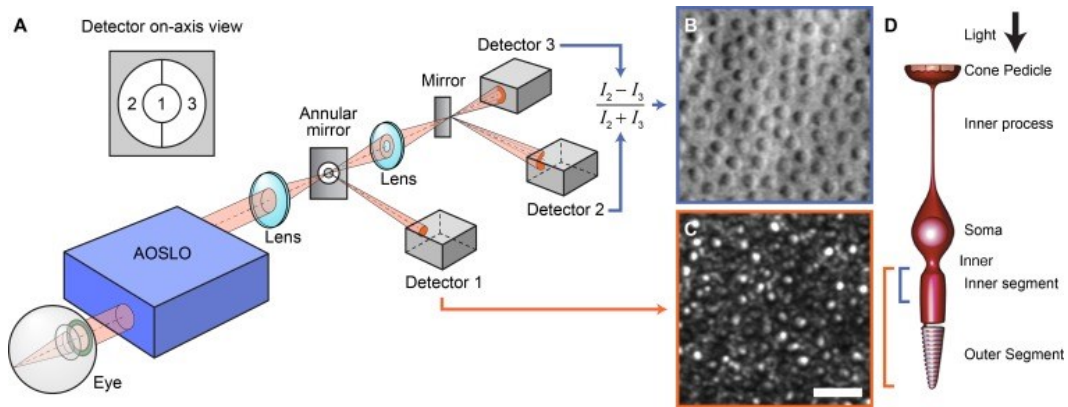 A
Detector on-axis view
2
1
3
Detector 3
Mirror
Annular
mirror
Lens
Lens
Detector 2
Detector 1
AOSLO
Eye
I₂ – I₃
I₂ + I₃
B
C
D
Light
Cone Pedicle
Inner process
Soma
Inner
Inner segment
Outer Segment